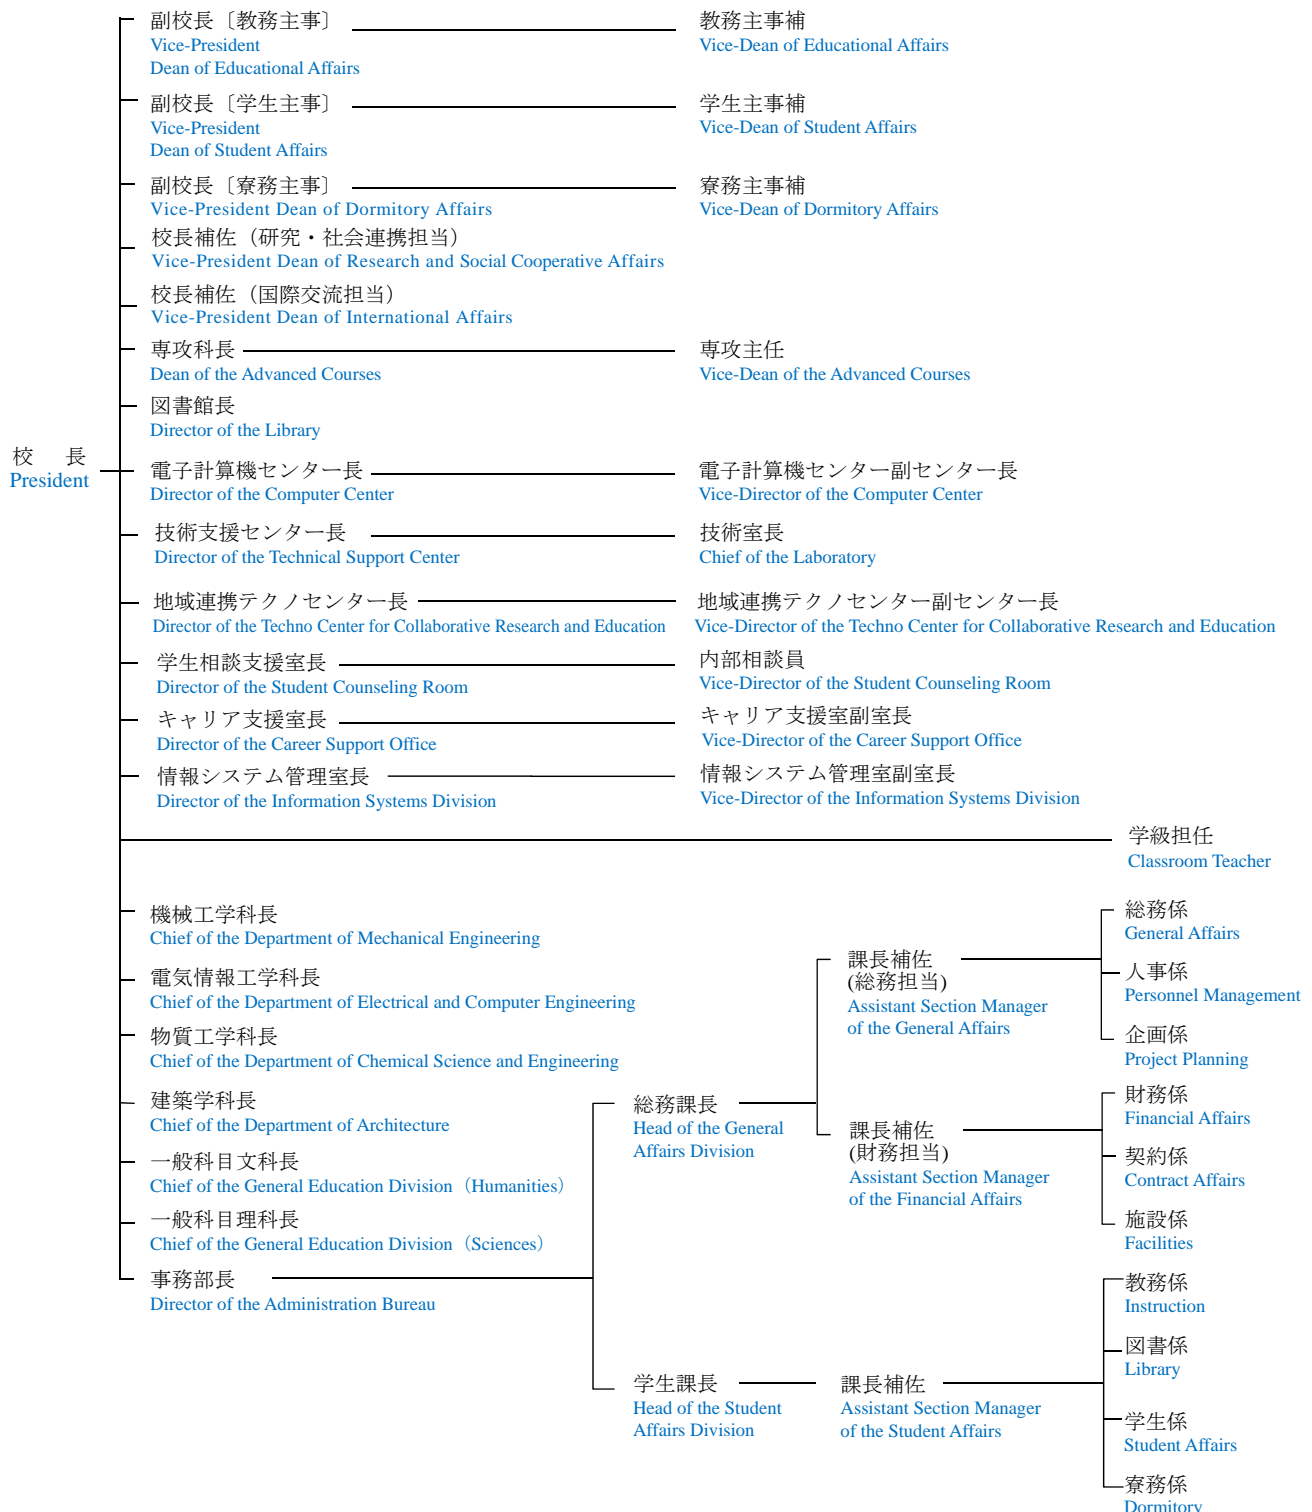 副校長〔教務主事〕
Vice-President
Dean of Educational Affairs
教務主事補
Vice-Dean of Educational Affairs
副校長〔学生主事〕
Vice-President
Dean of Student Affairs
学生主事補
Vice-Dean of Student Affairs
副校長〔寮務主事〕
Vice-President Dean of Dormitory Affairs
寮務主事補
Vice-Dean of Dormitory Affairs
校長補佐（研究・社会連携担当）
Vice-President Dean of Research and Social Cooperative Affairs
校長補佐（国際交流担当）
Vice-President Dean of International Affairs
専攻科長
Dean of the Advanced Courses
専攻主任
Vice-Dean of the Advanced Courses
図書館長
Director of the Library
校　長
President
電子計算機センター長
Director of the Computer Center
電子計算機センター副センター長
Vice-Director of the Computer Center
技術支援センター長
Director of the Technical Support Center
技術室長
Chief of the Laboratory
地域連携テクノセンター長
Director of the Techno Center for Collaborative Research and Education
地域連携テクノセンター副センター長
Vice-Director of the Techno Center for Collaborative Research and Education
学生相談支援室長
Director of the Student Counseling Room
内部相談員
Vice-Director of the Student Counseling Room
キャリア支援室長
Director of the Career Support Office
キャリア支援室副室長
Vice-Director of the Career Support Office
情報システム管理室長
Director of the Information Systems Division
情報システム管理室副室長
Vice-Director of the Information Systems Division
学級担任
Classroom Teacher
機械工学科長
Chief of the Department of Mechanical Engineering
電気情報工学科長
Chief of the Department of Electrical and Computer Engineering
物質工学科長
Chief of the Department of Chemical Science and Engineering
建築学科長
Chief of the Department of Architecture
一般科目文科長
Chief of the General Education Division（Humanities）
一般科目理科長
Chief of the General Education Division（Sciences）
事務部長
Director of the Administration Bureau
総務課長
Head of the General
Affairs Division
課長補佐
(総務担当)
Assistant Section Manager
of the General Affairs
総務係
General Affairs
人事係
Personnel Management
企画係
Project Planning
課長補佐
(財務担当)
Assistant Section Manager
of the Financial Affairs
財務係
Financial Affairs
契約係
Contract Affairs
施設係
Facilities
学生課長
Head of the Student
Affairs Division
課長補佐
Assistant Section Manager
of the Student Affairs
教務係
Instruction
図書係
Library
学生係
Student Affairs
寮務係
Dormitory